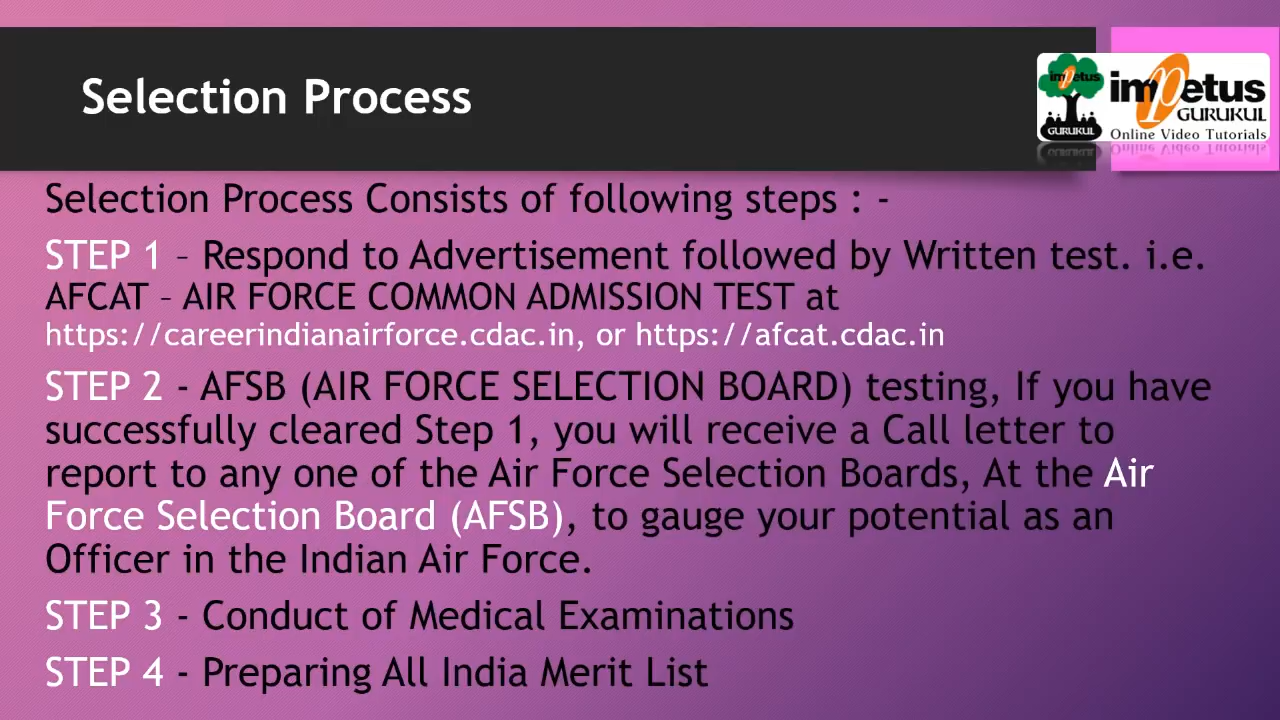 Selection Process
impetus
GURUKUL
impetus
GURUKUL
Online Video Tutorials
Selection Process Consists of following steps : -
STEP 1 – Respond to Advertisement followed by Written test. i.e.
AFCAT – AIR FORCE COMMON ADMISSION TEST at
https://careerindianairforce.cdac.in, or https://afcat.cdac.in
STEP 2 - AFSB (AIR FORCE SELECTION BOARD) testing, If you have
successfully cleared Step 1, you will receive a Call letter to
report to any one of the Air Force Selection Boards, At the Air
Force Selection Board (AFSB), to gauge your potential as an
Officer in the Indian Air Force.
STEP 3 - Conduct of Medical Examinations
STEP 4 - Preparing All India Merit List